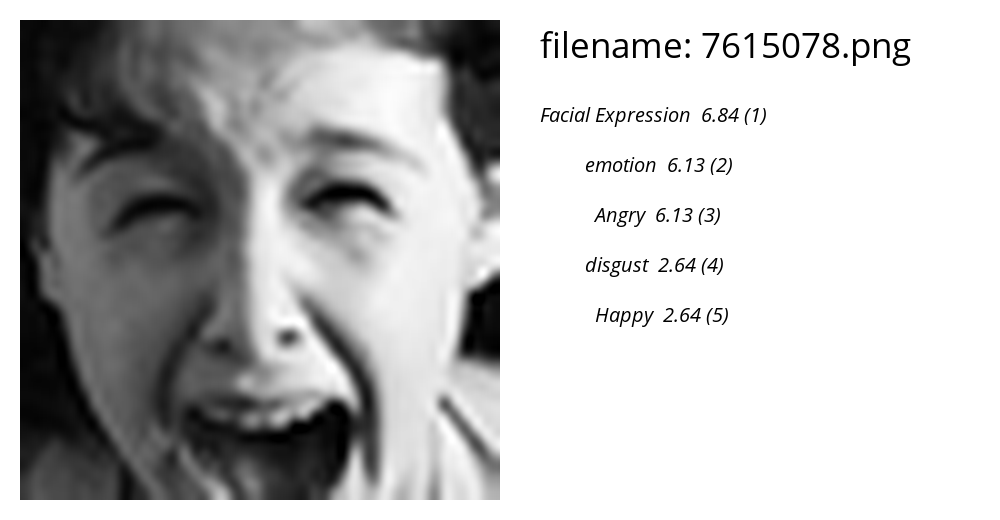 filename: 7615078.png
Facial Expression 6.84 (1)
emotion 6.13 (2)
Angry 6.13 (3)
disgust 2.64 (4)
Happy 2.64 (5)